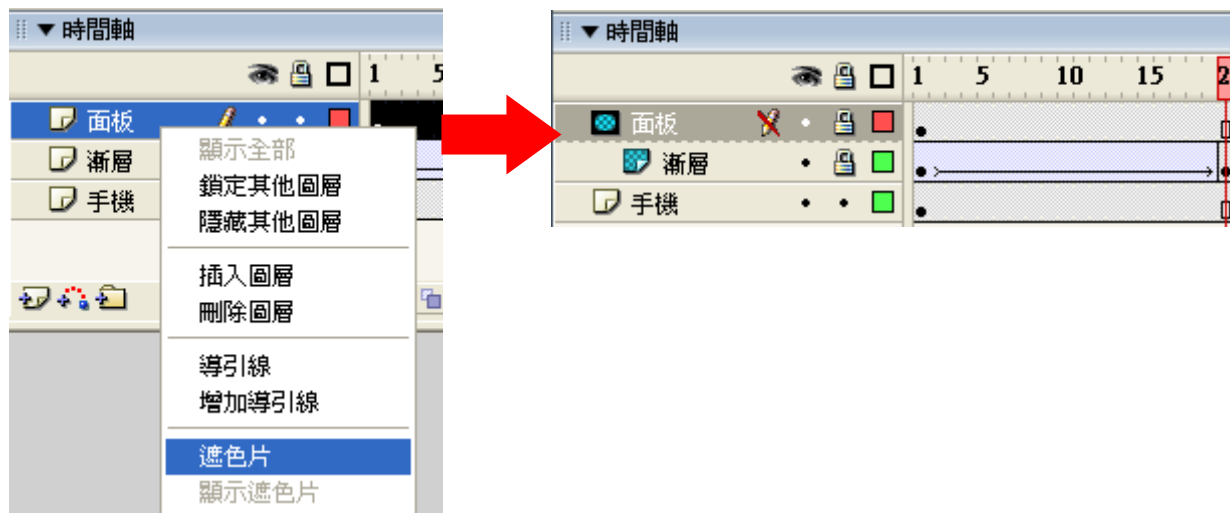 時間軸
1 5
面板
漸層
手機
顯示全部
鎖定其他圖層
隱藏其他圖層
插入圖層
刪除圖層
導引線
增加導引線
遮色片
顯示遮色片
時間軸
1 5 10 15 2
面板
漸層
手機